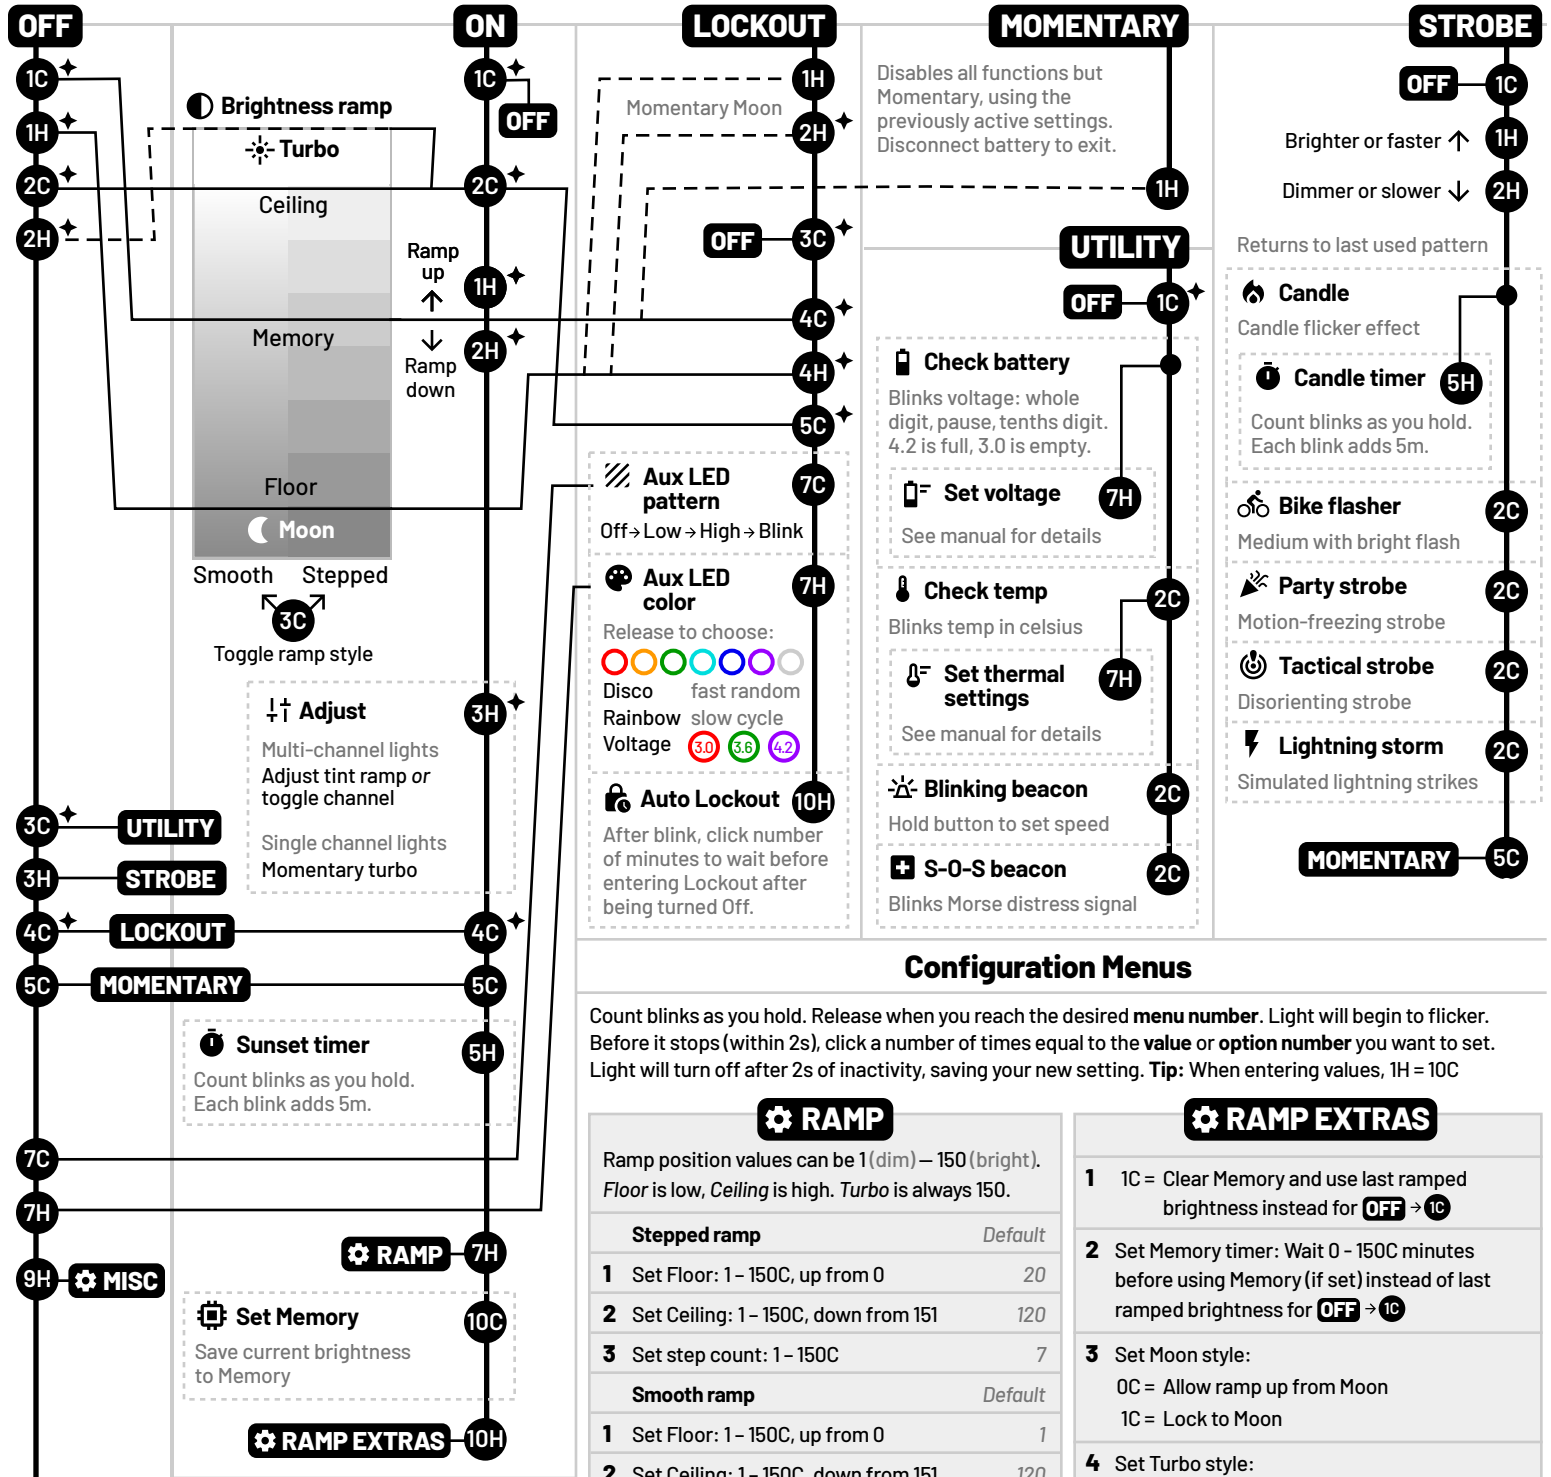 OFF
1C
1H
2C
2H
3C
UTILITY
3H
STROBE
4C
LOCKOUT
5C
MOMENTARY
7C
7H
9H
MISC
ON
1C
OFF
Brightness ramp
Turbo
2C
Ceiling
Ramp
up
1H
Memory
2H
Ramp
down
Floor
Moon
Smooth
Stepped
3C
Toggle ramp style
Adjust
3H
Multi-channel lights
Adjust tint ramp or
toggle channel
Single channel lights
Momentary turbo
4C
5C
Sunset timer
5H
Count blinks as you hold.
Each blink adds 5m.
RAMP
7H
Set Memory
10C
Save current brightness
to Memory
RAMP EXTRAS
10H
LOCKOUT
1H
Momentary Moon
2H
OFF
3C
4C
4H
5C
Aux LED
pattern
7C
Off→Low→High→Blink
Aux LED
color
7H
Release to choose:
Disco fast random
Rainbow slow cycle
Voltage 3.0 3.6 4.2
Auto Lockout
10H
After blink, click number
of minutes to wait before
entering Lockout after
being turned Off.
MOMENTARY
Disables all functions but
Momentary, using the
previously active settings.
Disconnect battery to exit.
1H
UTILITY
OFF
1C
Check battery
Blinks voltage: whole
digit, pause, tenths digit.
4.2 is full, 3.0 is empty.
Set voltage
7H
See manual for details
Check temp
2C
Blinks temp in celsius
Set thermal
settings
7H
See manual for details
Blinking beacon
2C
Hold button to set speed
S-O-S beacon
2C
Blinks Morse distress signal
STROBE
OFF
1C
Brighter or faster ↑
1H
Dimmer or slower ↓
2H
Returns to last used pattern
Candle
Candle flicker effect
Candle timer
5H
Count blinks as you hold.
Each blink adds 5m.
Bike flasher
2C
Medium with bright flash
Party strobe
2C
Motion-freezing strobe
Tactical strobe
2C
Disorienting strobe
Lightning storm
2C
Simulated lightning strikes
MOMENTARY
5C
Configuration Menus
Count blinks as you hold. Release when you reach the desired menu number. Light will begin to flicker.
Before it stops (within 2s), click a number of times equal to the value or option number you want to set.
Light will turn off after 2s of inactivity, saving your new setting. Tip: When entering values, 1H = 10C
RAMP
Ramp position values can be 1 (dim) – 150 (bright).
Floor is low, Ceiling is high. Turbo is always 150.
Stepped ramp Default
1 Set Floor: 1 – 150C, up from 0 20
2 Set Ceiling: 1 – 150C, down from 151 120
3 Set step count: 1 – 150C 7
Smooth ramp Default
1 Set Floor: 1 – 150C, up from 0 1
2 Set Ceiling: 1 – 150C, down from 151 120
RAMP EXTRAS
1 1C = Clear Memory and use last ramped
brightness instead for OFF → 1C
2 Set Memory timer: Wait 0 - 150C minutes
before using Memory (if set) instead of last
ramped brightness for OFF → 1C
3 Set Moon style:
0C = Allow ramp up from Moon
1C = Lock to Moon
4 Set Turbo style: